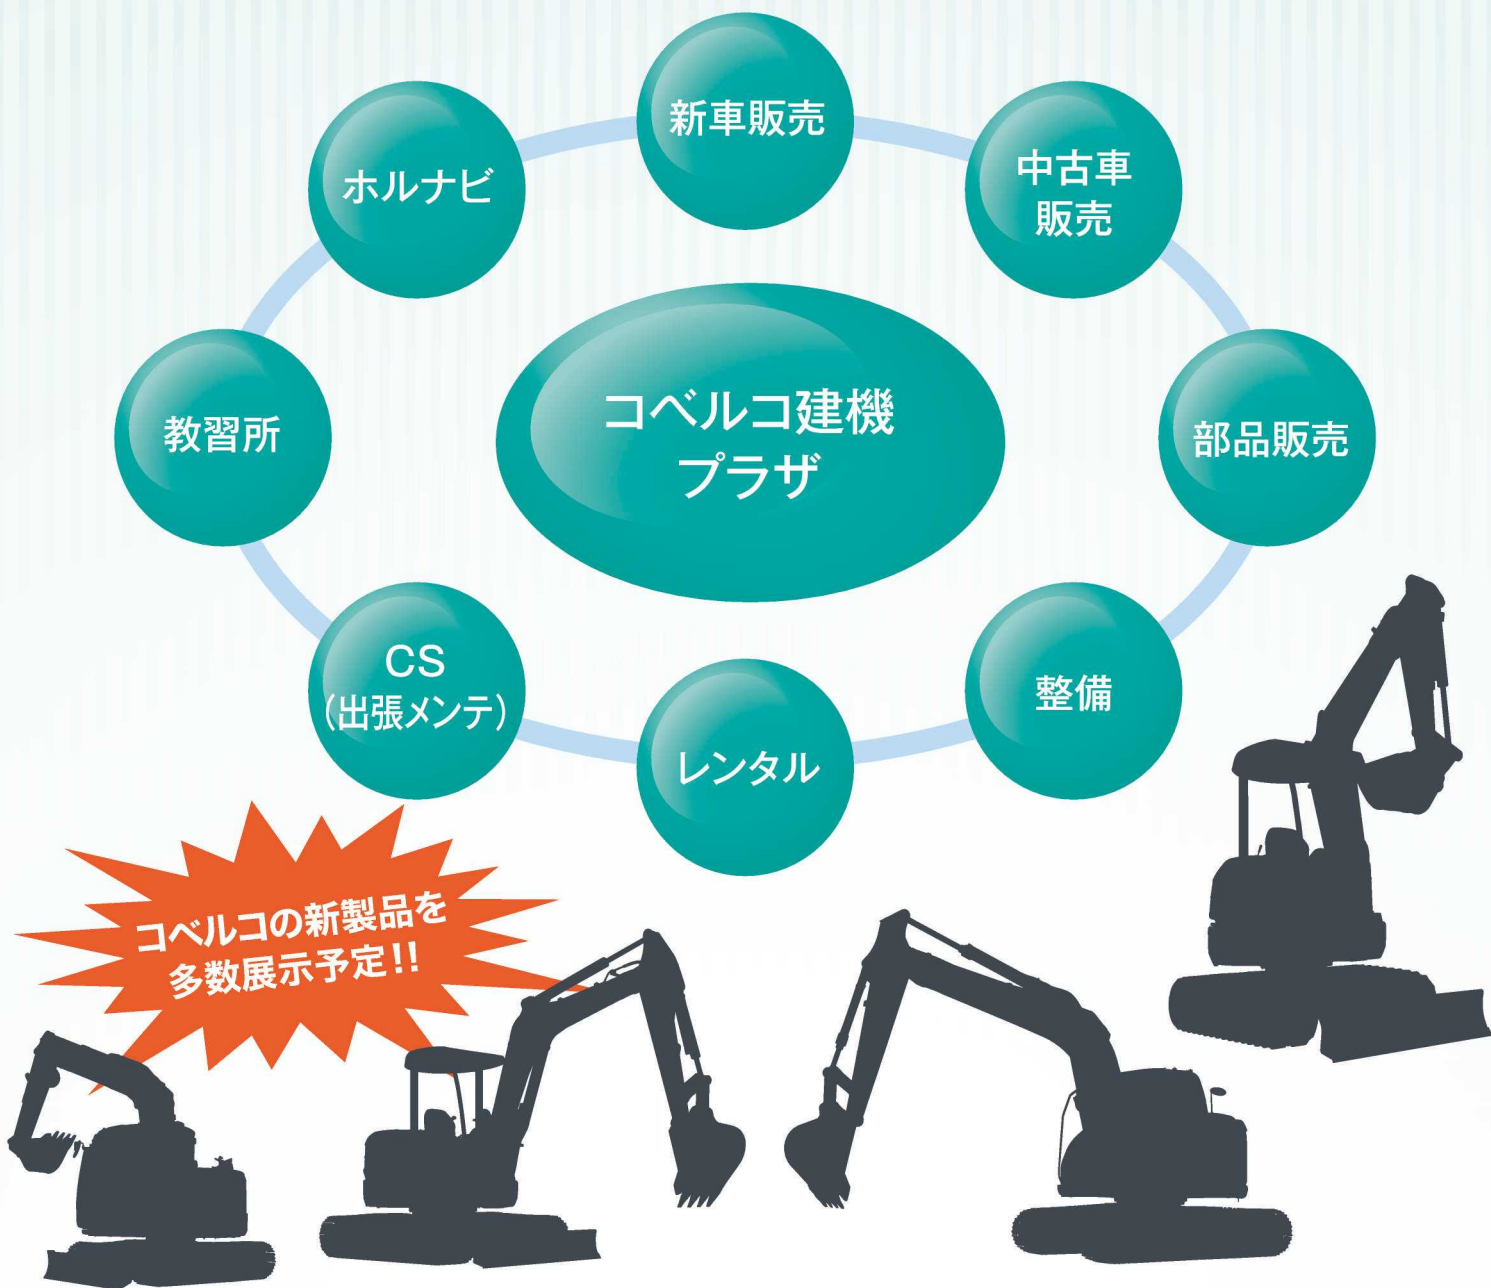 新車販売
中古車
販売
ホルナビ
コベルコ建機
プラザ
教習所
部品販売
CS
(出張メンテ)
整備
レンタル
コベルコの新製品を
多数展示予定!!